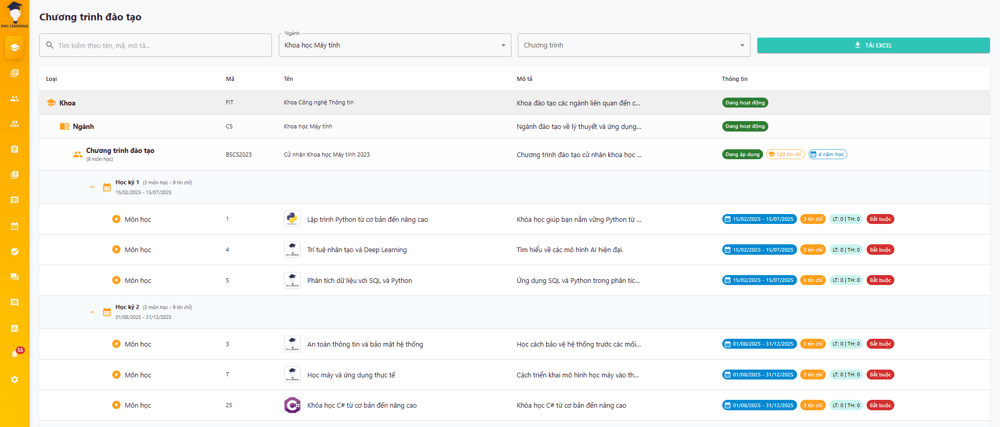 DNC LEARNING
Chương trình đào tạo
Tìm kiếm theo tên, mã, mô tả...
Ngành
Khoa học Máy tính
Chương trình
TẢI EXCEL
Loại Mã Tên Mô tả Thông tin
Khoa FIT Khoa Công nghệ Thông tin Khoa đào tạo các ngành liên quan đến c... Đang hoạt động
Ngành CS Khoa học Máy tính Ngành đào tạo về lý thuyết và ứng dụng... Đang hoạt động
Chương trình đào tạo
(9 môn học)
BSCS2023 Cử nhân Khoa học Máy tính 2023 Chương trình đào tạo cử nhân khoa học ... Đang áp dụng 120 tín chỉ 4 năm học
Học kỳ 1 (3 môn học - 9 tín chỉ)
15/02/2025 - 15/07/2025
Môn học 1 Python Lập trình Python từ cơ bản đến nâng cao Khóa học giúp bạn nắm vững Python từ ... 15/02/2025 - 15/07/2025 3 tín chỉ LT: 0 | TH: 0 Bắt buộc
Môn học 4 DNC LEARNING Trí tuệ nhân tạo và Deep Learning Tìm hiểu về các mô hình AI hiện đại. 15/02/2025 - 15/07/2025 3 tín chỉ LT: 0 | TH: 0 Bắt buộc
Môn học 5 DNC LEARNING Phân tích dữ liệu với SQL và Python Ứng dụng SQL và Python trong phân tíc... 15/02/2025 - 15/07/2025 3 tín chỉ LT: 0 | TH: 0 Bắt buộc
Học kỳ 2 (3 môn học - 9 tín chỉ)
01/08/2025 - 31/12/2025
Môn học 3 DNC LEARNING An toàn thông tin và bảo mật hệ thống Học cách bảo vệ hệ thống trước các mối... 01/08/2025 - 31/12/2025 3 tín chỉ LT: 0 | TH: 0 Bắt buộc
Môn học 7 DNC LEARNING Học máy và ứng dụng thực tế Cách triển khai mô hình học máy vào th... 01/08/2025 - 31/12/2025 3 tín chỉ LT: 0 | TH: 0 Bắt buộc
Môn học 25 C# Khóa học C# từ cơ bản đến nâng cao Khóa học C# từ cơ bản đến nâng cao 01/08/2025 - 31/12/2025 3 tín chỉ LT: 0 | TH: 0 Bắt buộc
55